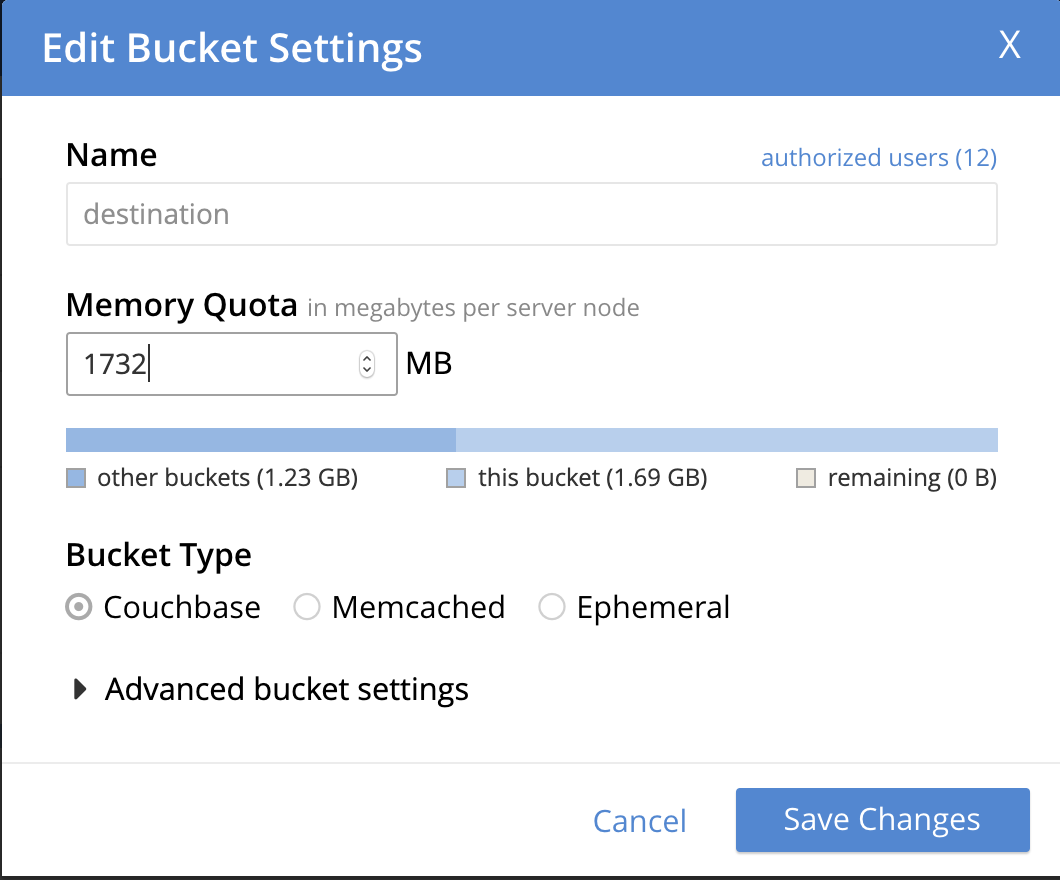 Edit Bucket Settings X
Name authorized users (12)
destination
Memory Quota in megabytes per server node
1732 MB
other buckets (1.23 GB) this bucket (1.69 GB) remaining (0 B)
Bucket Type
Couchbase Memcached Ephemeral
Advanced bucket settings
Cancel Save Changes